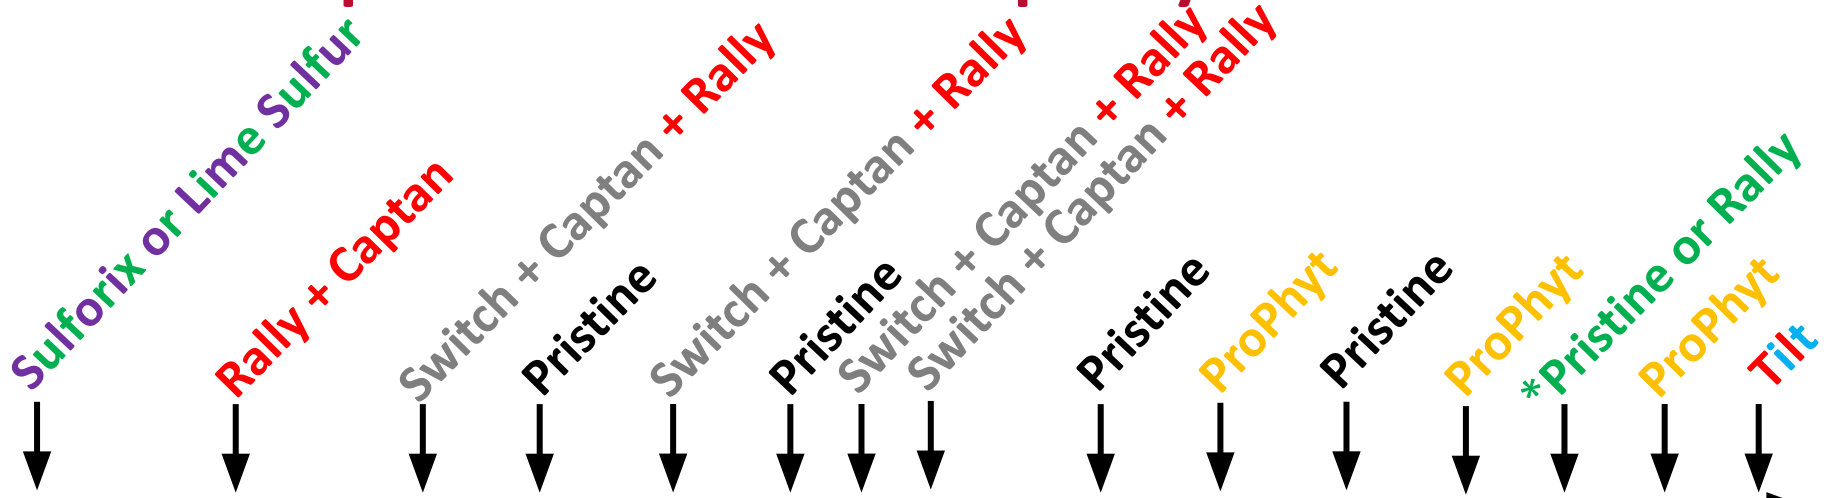 Sulforix or Lime Sulfur
Rally + Captan
Switch + Captan + Rally
Pristine
Switch + Captan + Rally
Pristine
Switch + Captan + Rally
Switch + Captan + Rally
Pristine
ProPhyt
Pristine
ProPhyt
*Pristine or Rally
ProPhyt
Tilt